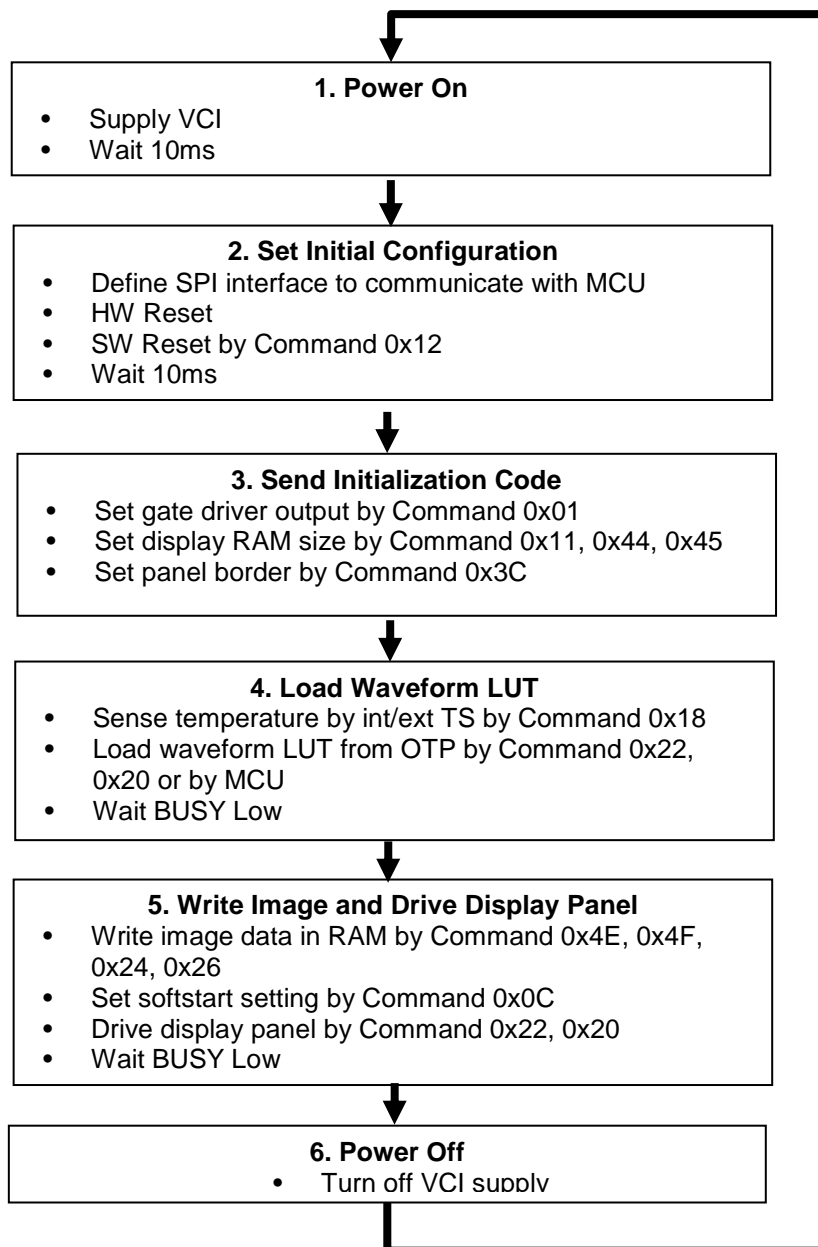 1. Power On
• Supply VCI
• Wait 10ms
2. Set Initial Configuration
• Define SPI interface to communicate with MCU
• HW Reset
• SW Reset by Command 0x12
• Wait 10ms
3. Send Initialization Code
• Set gate driver output by Command 0x01
• Set display RAM size by Command 0x11, 0x44, 0x45
• Set panel border by Command 0x3C
4. Load Waveform LUT
• Sense temperature by int/ext TS by Command 0x18
• Load waveform LUT from OTP by Command 0x22,
0x20 or by MCU
• Wait BUSY Low
5. Write Image and Drive Display Panel
• Write image data in RAM by Command 0x4E, 0x4F,
0x24, 0x26
• Set softstart setting by Command 0x0C
• Drive display panel by Command 0x22, 0x20
• Wait BUSY Low
6. Power Off
• Turn off VCI supply